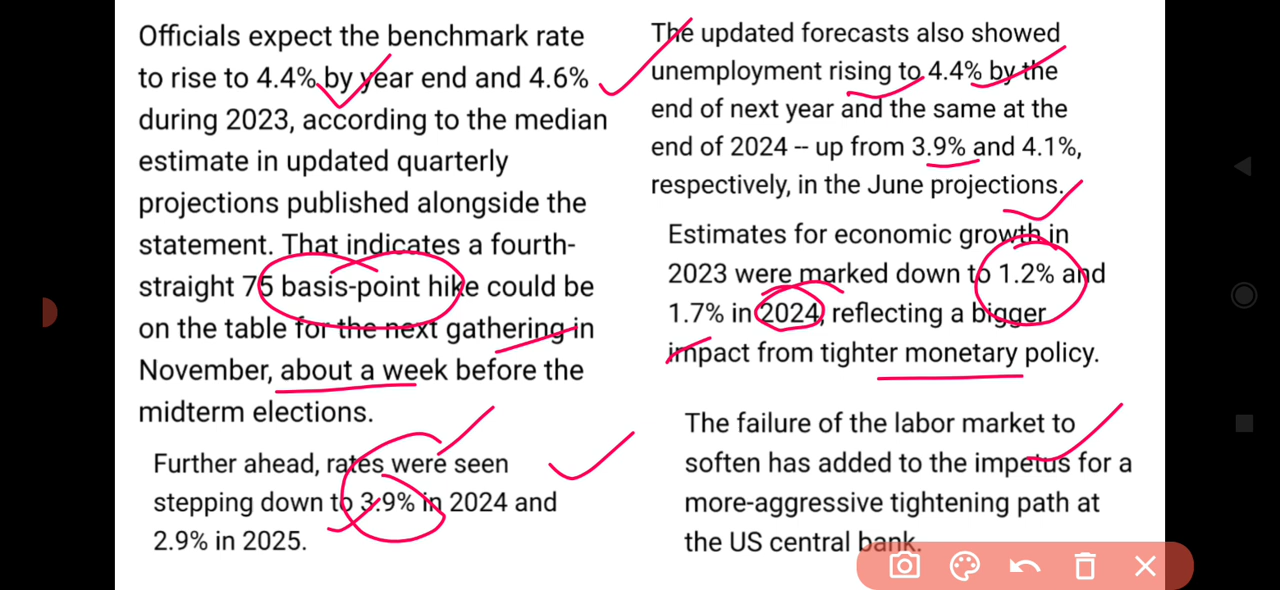 Officials expect the benchmark rate
to rise to 4.4% by year end and 4.6%
during 2023, according to the median
estimate in updated quarterly
projections published alongside the
statement. That indicates a fourth-
straight 75 basis-point hike could be
on the table for the next gathering in
November, about a week before the
midterm elections.
Further ahead, rates were seen
stepping down to 3.9% in 2024 and
2.9% in 2025.
The updated forecasts also showed
unemployment rising to 4.4% by the
end of next year and the same at the
end of 2024 -- up from 3.9% and 4.1%,
respectively, in the June projections.
Estimates for economic growth in
2023 were marked down to 1.2% and
1.7% in 2024, reflecting a bigger
impact from tighter monetary policy.
The failure of the labor market to
soften has added to the impetus for a
more-aggressive tightening path at
the US central bank.